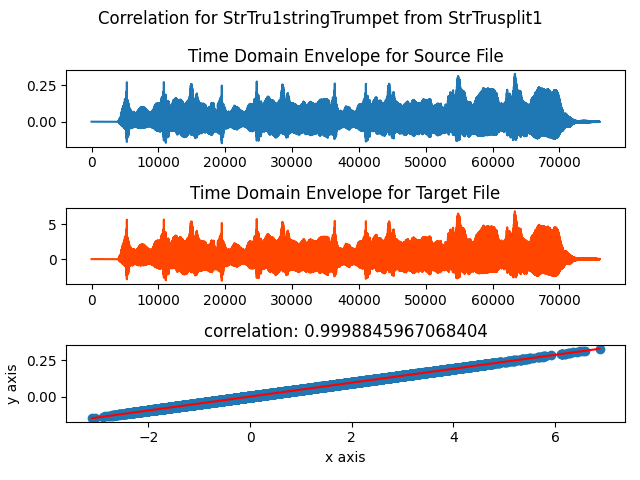 Correlation for StrTru1stringTrumpet from StrTrusplit1
Time Domain Envelope for Source File
0.25
0.00
0 10000 20000 30000 40000 50000 60000 70000
Time Domain Envelope for Target File
5
0
0 10000 20000 30000 40000 50000 60000 70000
correlation: 0.9998845967068404
y axis
0.25
0.00
−2 0 2 4 6
x axis